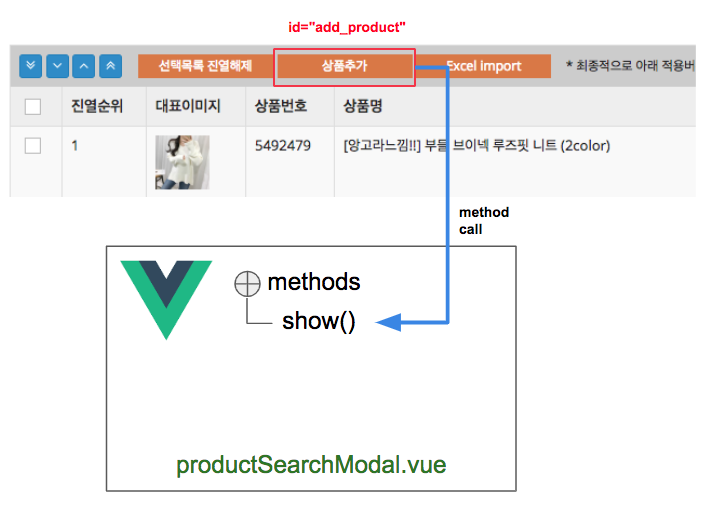 id="add_product"
선택목록 진열해제 상품추가 Excel import * 최종적으로 아래 적용버
진열순위 대표이미지 상품번호 상품명
1 5492479 [앙고라느낌!!] 부들 브이넥 루즈핏 니트 (2color)
method
call
methods
show()
productSearchModal.vue